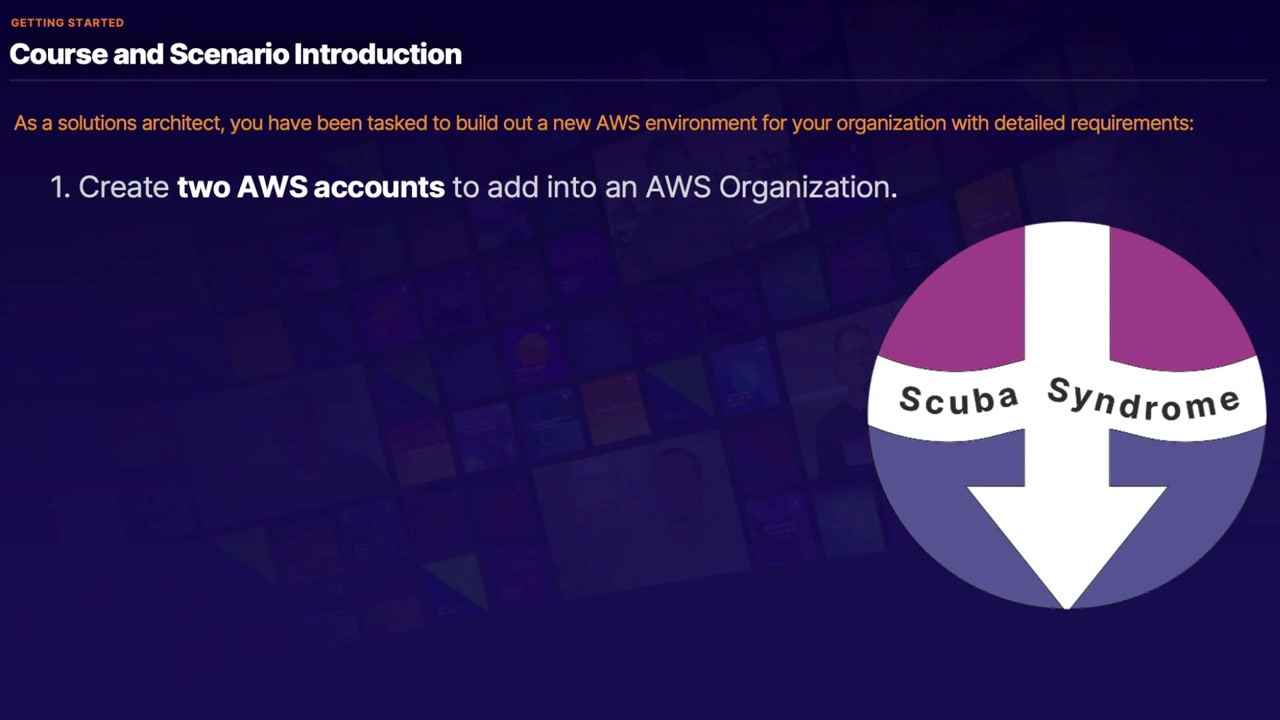 GETTING STARTED
Course and Scenario Introduction
As a solutions architect, you have been tasked to build out a new AWS environment for your organization with detailed requirements:
1. Create two AWS accounts to add into an AWS Organization.
Scuba Syndrome